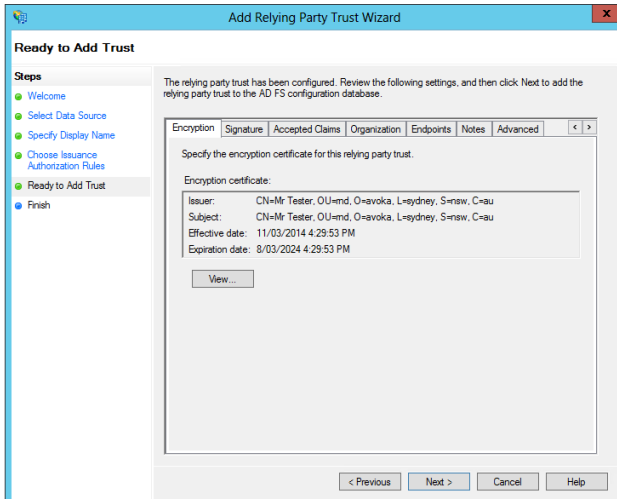 Add Relying Party Trust Wizard
x
Ready to Add Trust
Steps
Welcome
Select Data Source
Specify Display Name
Choose Issuance
Authorization Rules
Ready to Add Trust
Finish
The relying party trust has been configured. Review the following settings, and then click Next to add the
relying party trust to the AD FS configuration database.
Encryption Signature Accepted Claims Organization Endpoints Notes Advanced < >
Specify the encryption certificate for this relying party trust.
Encryption certificate:
Issuer: CN=Mr Tester, OU=md, O=avoka, L=sydney, S=nsw, C=au
Subject: CN=Mr Tester, OU=md, O=avoka, L=sydney, S=nsw, C=au
Effective date: 11/03/2014 4:29:53 PM
Expiration date: 8/03/2024 4:29:53 PM
View...
< Previous Next > Cancel Help